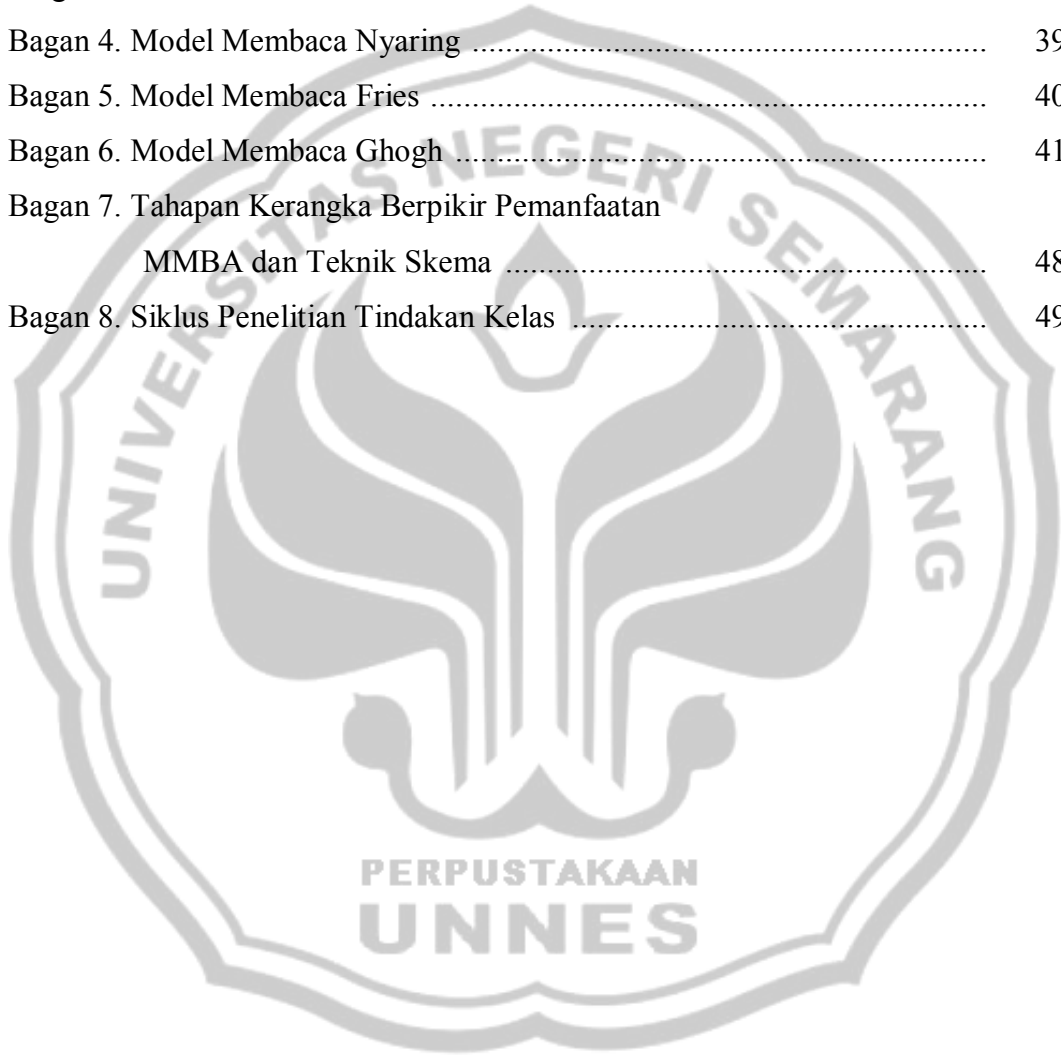 Bagan 4. Model Membaca Nyaring ................................................................ 39
Bagan 5. Model Membaca Fries ..................................................................... 40
Bagan 6. Model Membaca Ghogh .................................................................. 41
Bagan 7. Tahapan Kerangka Berpikir Pemanfaatan
MMBA dan Teknik Skema ............................................................ 48
Bagan 8. Siklus Penelitian Tindakan Kelas .................................................... 49
UNIVERSITAS NEGERI SEMARANG
PERPUSTAKAAN
UNNES